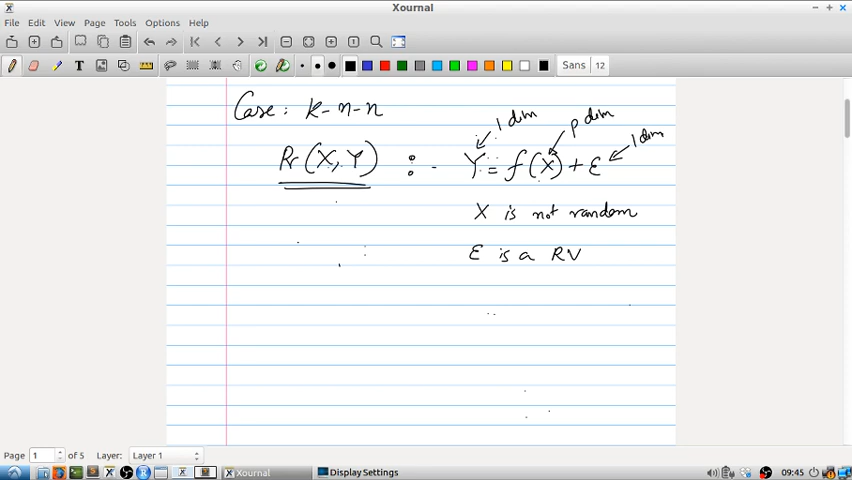 Xournal
File Edit View Page Tools Options Help
Sans 12
Case: k-n-n
1 dim p dim 1 dim
Pr(X, Y) : - Y = f(X) + ε
X is not random
ε is a RV
Page 1 of 5 Layer: Layer 1
Xournal Display Settings 09:45